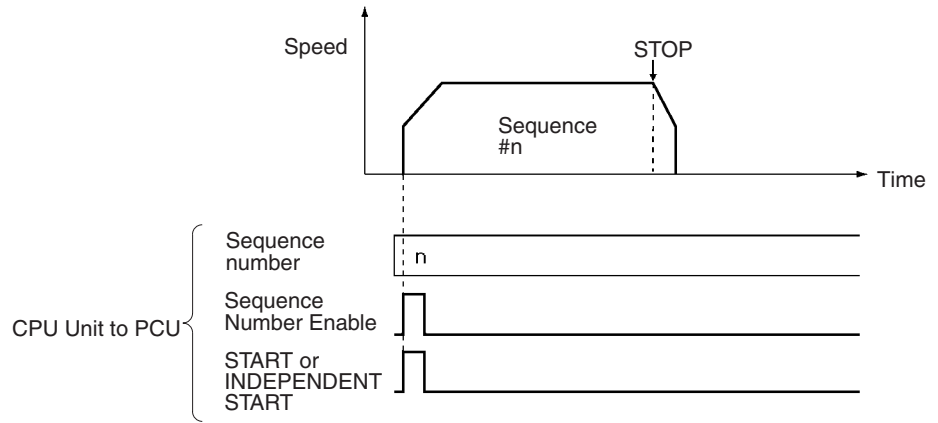 Speed
STOP
Sequence
#n
Time
Sequence
number
n
Sequence
Number Enable
CPU Unit to PCU
START or
INDEPENDENT
START